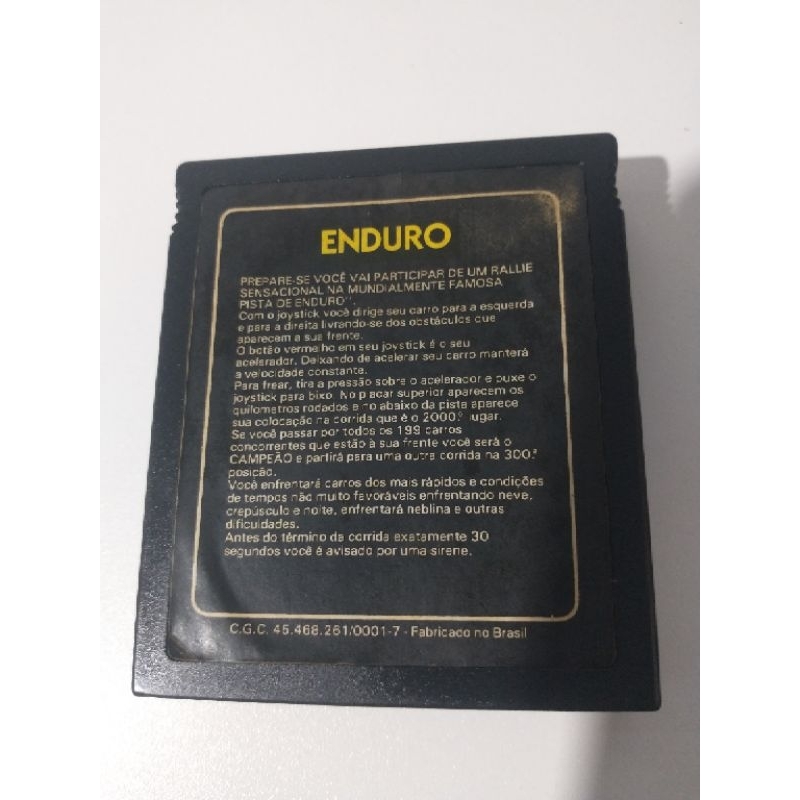 ENDURO
PREPARE-SE VOCÊ VAI PARTICIPAR DE UM RALLIE
SENSACIONAL NA MUNDIALMENTE FAMOSA
PISTA DE ENDURO".
Com o joystick você dirige seu carro para a esquerda
e para a direita livrando-se dos obstáculos que
aparecem a sua frente.
O botão vermelho em seu joystick é o seu
acelerador. Deixando de acelerar seu carro manterá
a velocidade constante.
Para frear, tire a pressão sobre o acelerador e puxe o
joystick para bixo. No placar superior aparecem os
quilometros rodados e no abaixo da pista aparece
sua colocação na corrida que é o 2000.º lugar.
Se você passar por todos os 199 carros
concorrentes que estão à sua frente você será o
CAMPEÃO e partirá para uma outra corrida na 300.ª
posição.
Você enfrentará carros dos mais rápidos e condições
de tempos não muito favoráveis enfrentando neve,
crepúsculo e noite, enfrentará neblina e outras
dificuldades.
Antes do término da corrida exatamente 30
segundos você é avisado por uma sirene.
C.G.C. 45.468.261/0001-7 - Fabricado no Brasil